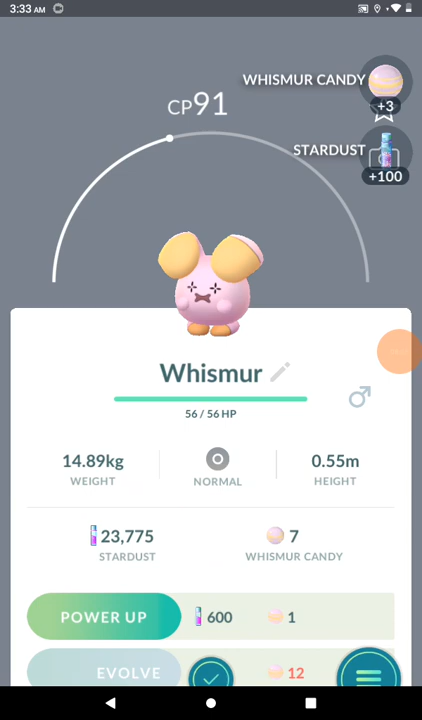 3:33 AM
WHISMUR CANDY
+3
CP91
STARDUST
+100
Whismur
56 / 56 HP
14.89kg
WEIGHT
NORMAL
0.55m
HEIGHT
23,775
STARDUST
7
WHISMUR CANDY
POWER UP 600 1
EVOLVE 12